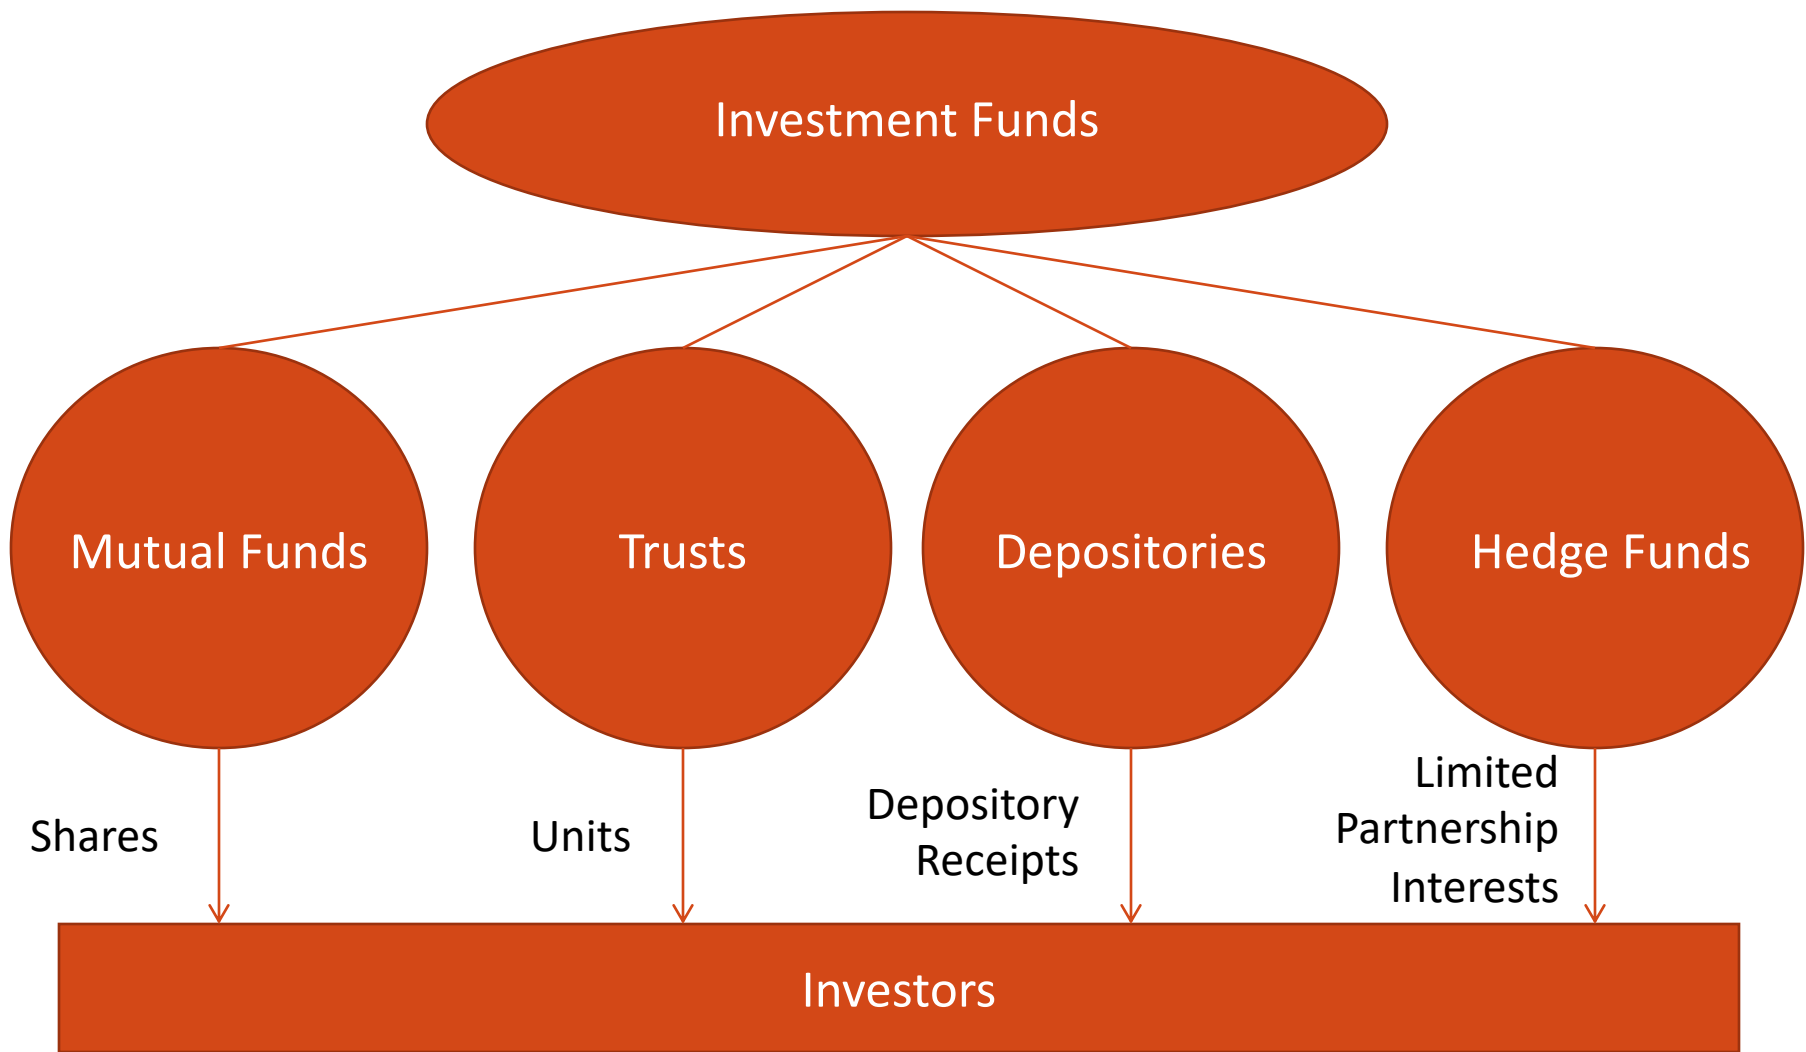 Investment Funds
Mutual Funds
Trusts
Depositories
Hedge Funds
Shares
Units
Depository
Receipts
Limited
Partnership
Interests
Investors